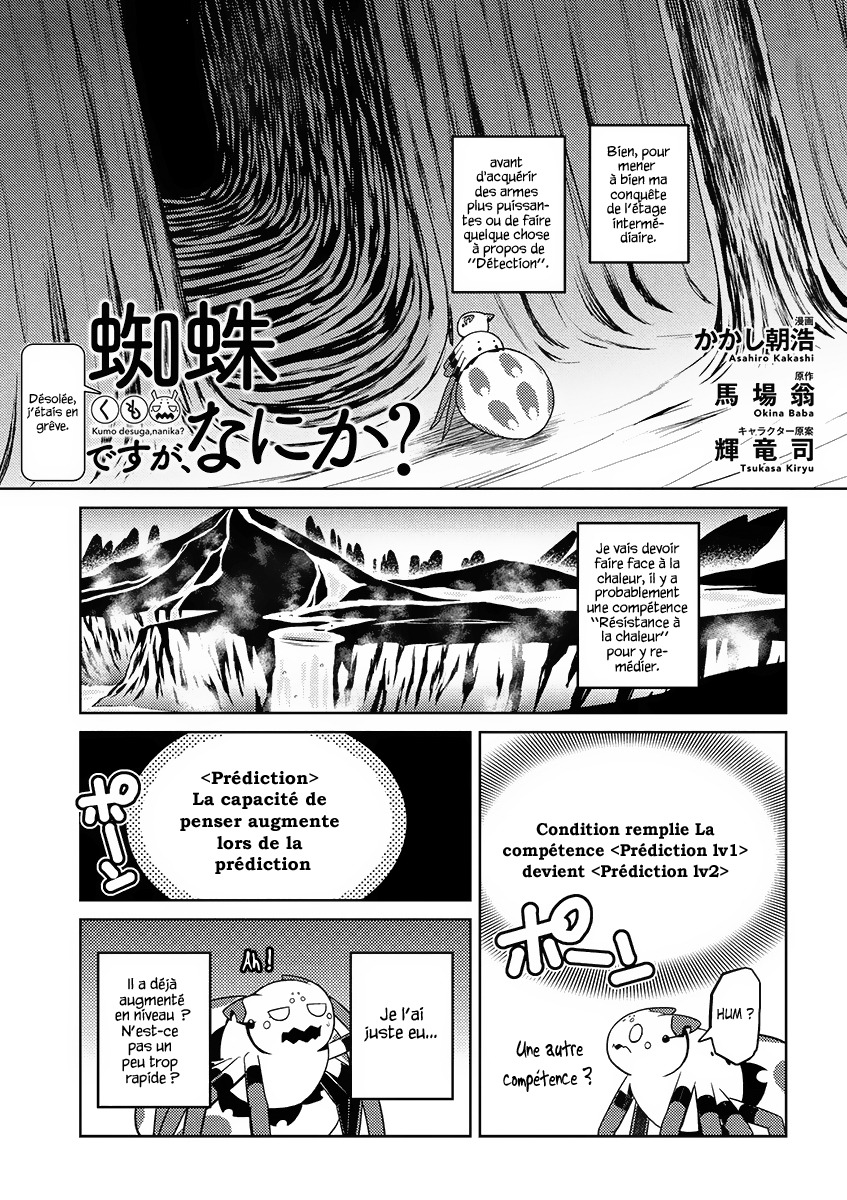 Bien, pour
mener
à bien ma
conquête
de l'étage
intermé-
diaire.
avant
d'acquérir
des armes
plus puissan-
tes ou de faire
quelque chose
à propos de
"Détection".
蜘蛛
くも
Kumo desuga,nanika?
ですが、なにか?
Désolée,
j'étais en
grève.
漫画
かかし朝浩
Asahiro Kakashi
原作
馬場翁
Okina Baba
キャラクター原案
輝竜司
Tsukasa Kiryu
Je vais devoir
faire face à la
chaleur, il y a
probablement
une compétence
"Résistance à
la chaleur"
pour y re-
médier.
Condition remplie La
compétence <Prédiction lv1>
devient <Prédiction lv2>
ポーン
HUM ?
Une autre
compétence ?
<Prédiction>
La capacité de
penser augmente
lors de la
prédiction
ポーン
Je l'ai
juste eu...
Ah !
Il a déjà
augmenté
en niveau ?
N'est-ce
pas un
peu trop
rapide ?